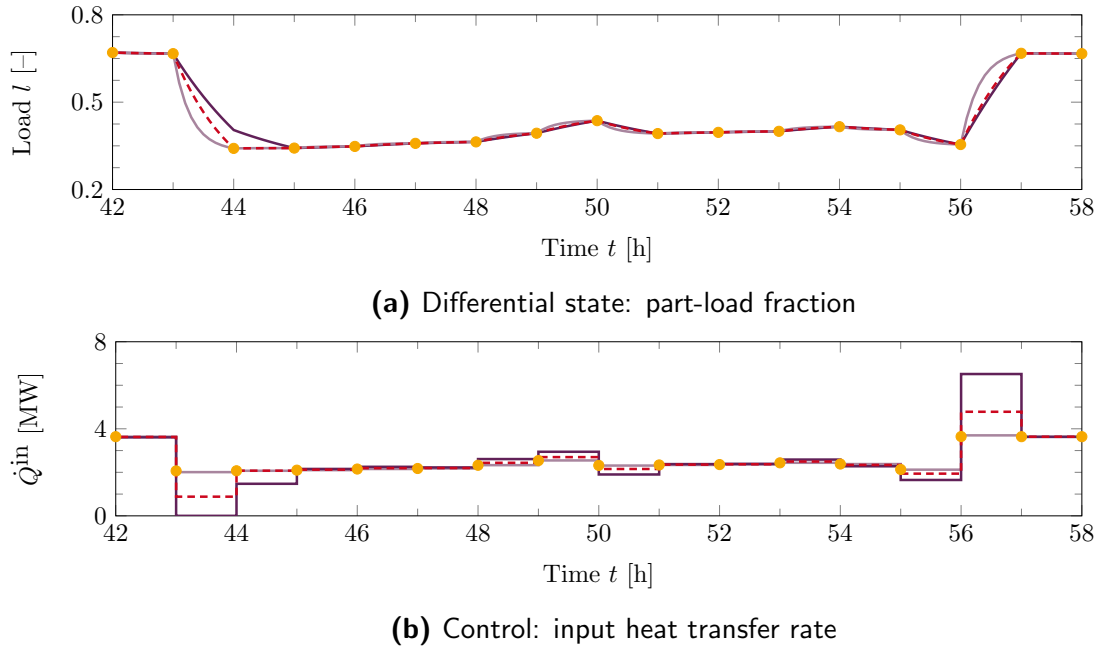 0.8
0.5
0.2
Load l [–]
42 44 46 48 50 52 54 56 58
Time t [h]
(a) Differential state: part-load fraction
8
4
0
Q̇ⁱⁿ [MW]
42 44 46 48 50 52 54 56 58
Time t [h]
(b) Control: input heat transfer rate